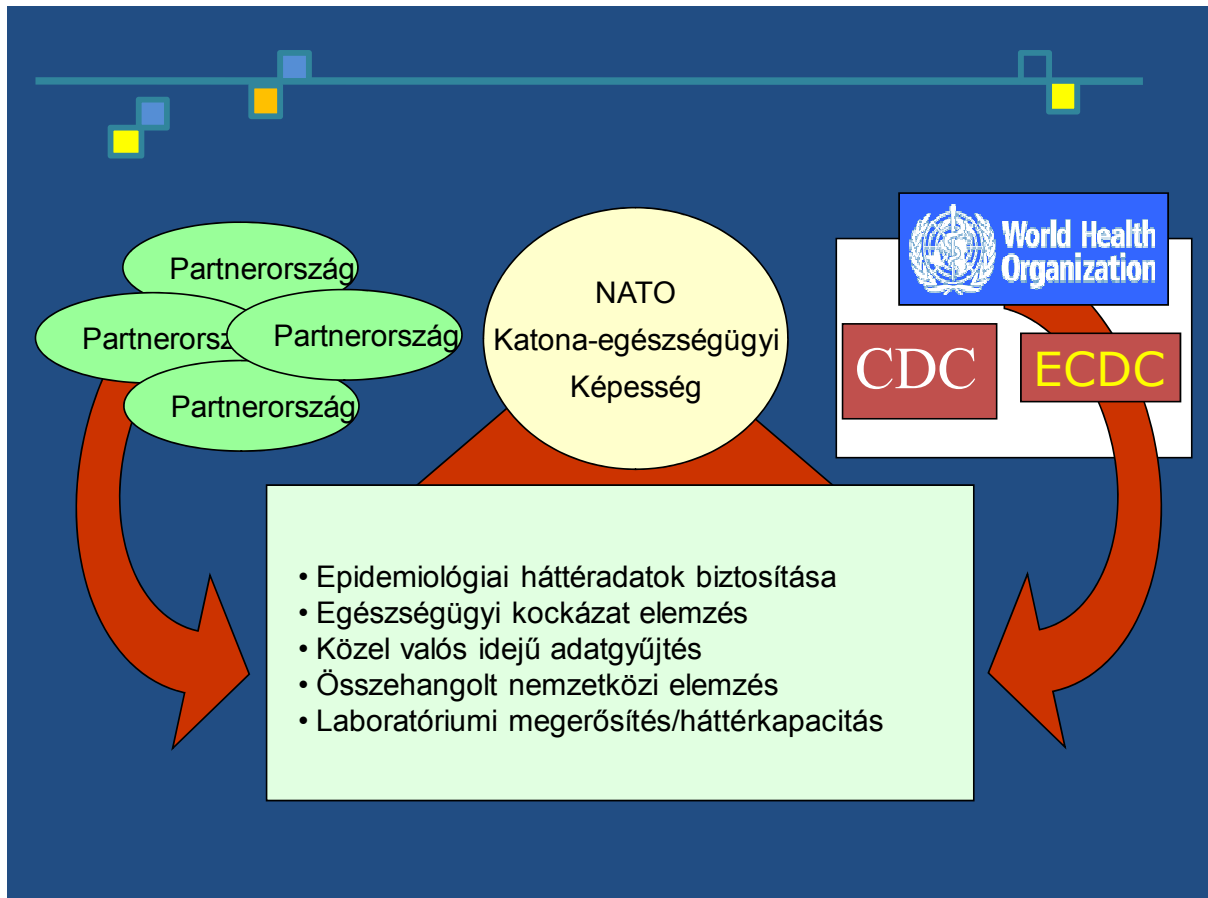 Partnerország
Partnerorsz
Partnerország
Partnerország
NATO
Katona-egészségügyi
Képesség
World Health
Organization
CDC
ECDC
• Epidemiológiai háttéradatok biztosítása
• Egészségügyi kockázat elemzés
• Közel valós idejű adatgyűjtés
• Összehangolt nemzetközi elemzés
• Laboratóriumi megerősítés/háttérkapacitás